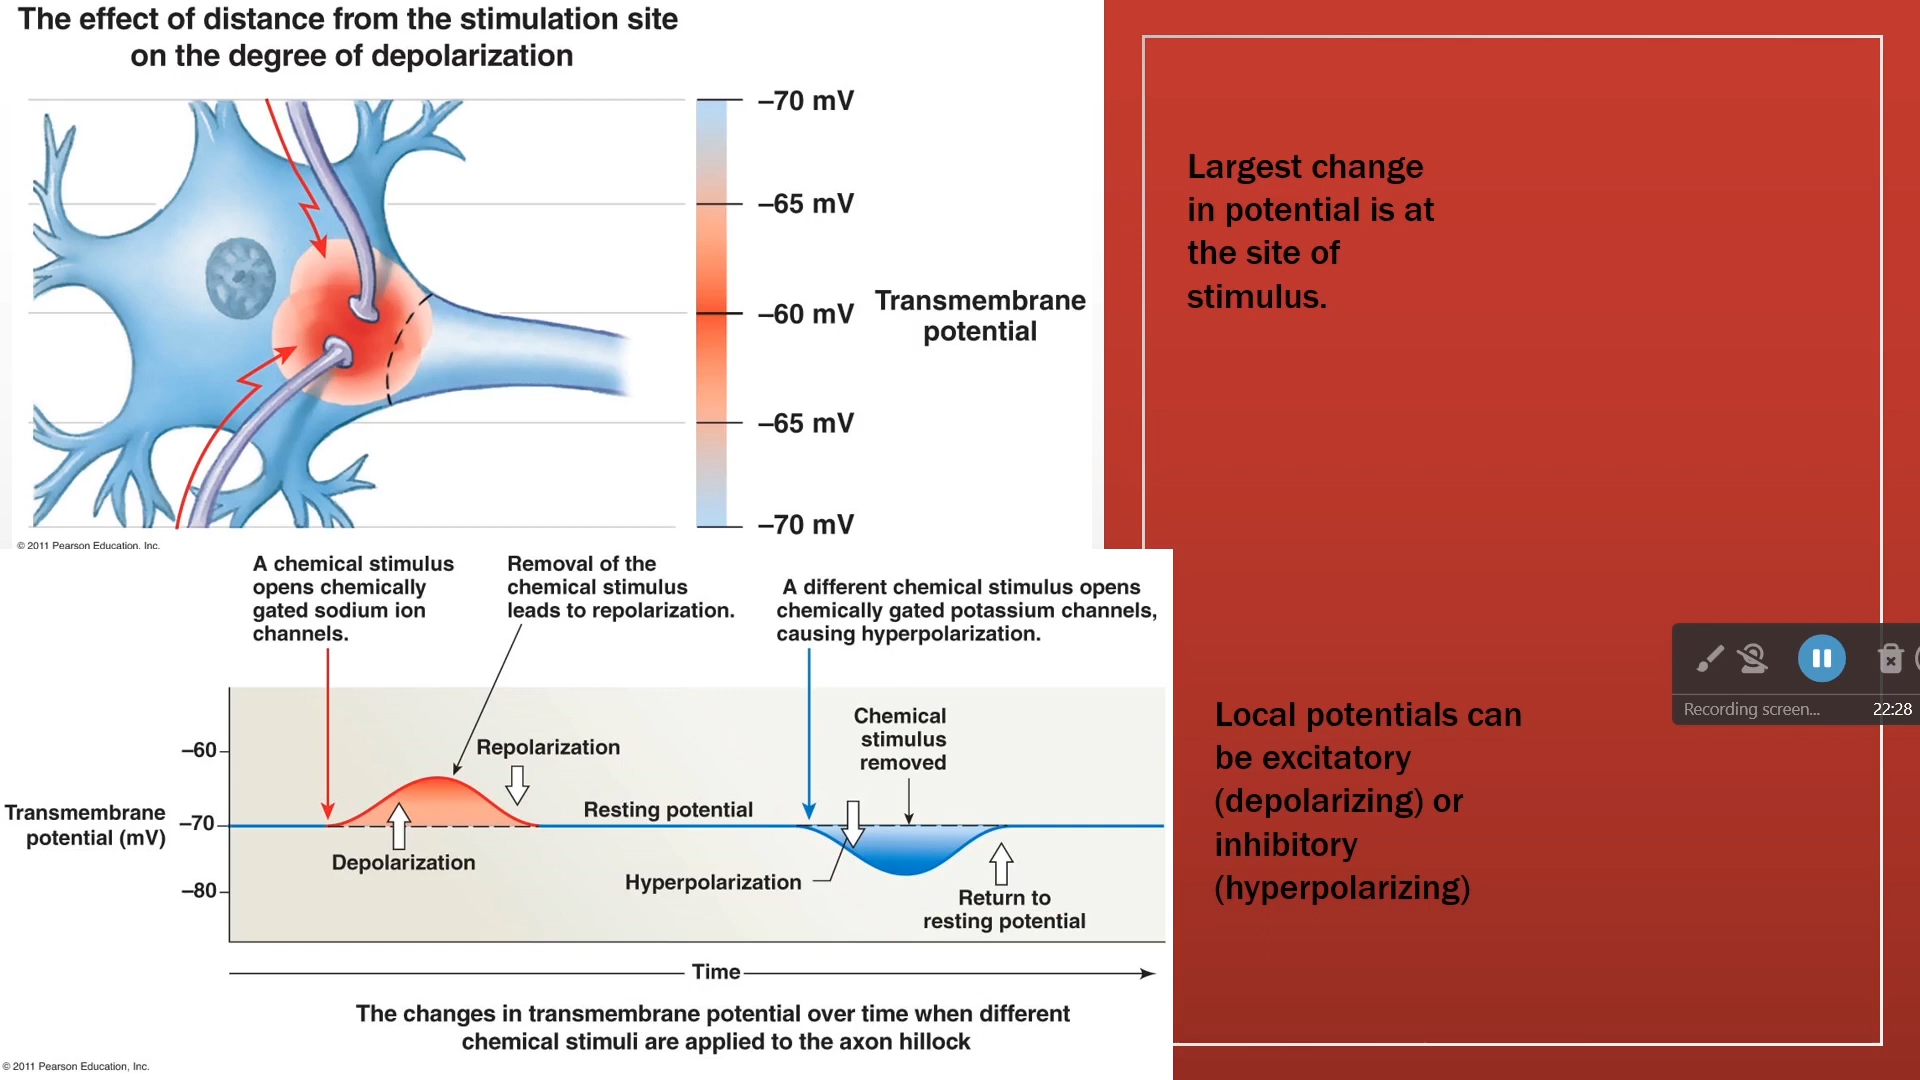 The effect of distance from the stimulation site
on the degree of depolarization
–70 mV
–65 mV
–60 mV
Transmembrane
potential
–65 mV
–70 mV
© 2011 Pearson Education, Inc.
Largest change
in potential is at
the site of
stimulus.
A chemical stimulus
opens chemically
gated sodium ion
channels.
Removal of the
chemical stimulus
leads to repolarization.
A different chemical stimulus opens
chemically gated potassium channels,
causing hyperpolarization.
Chemical
stimulus
removed
Repolarization
Resting potential
Depolarization
Hyperpolarization
Return to
resting potential
–60
–70
–80
Transmembrane
potential (mV)
Time
The changes in transmembrane potential over time when different
chemical stimuli are applied to the axon hillock
© 2011 Pearson Education, Inc.
Recording screen... 22:28
Local potentials can
be excitatory
(depolarizing) or
inhibitory
(hyperpolarizing)